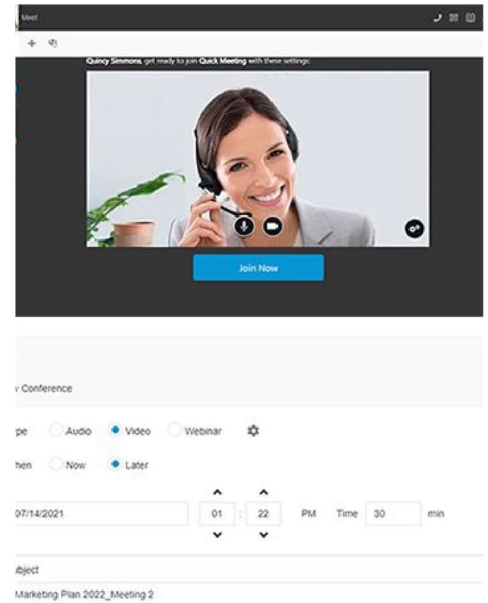 Meet
Quincy Simmons, get ready to join Quick Meeting with these settings:
Join Now
Conference
Audio Video Webinar
Now Later
07/14/2021 01 : 22 PM Time 30 min
Marketing Plan 2022_Meeting 2